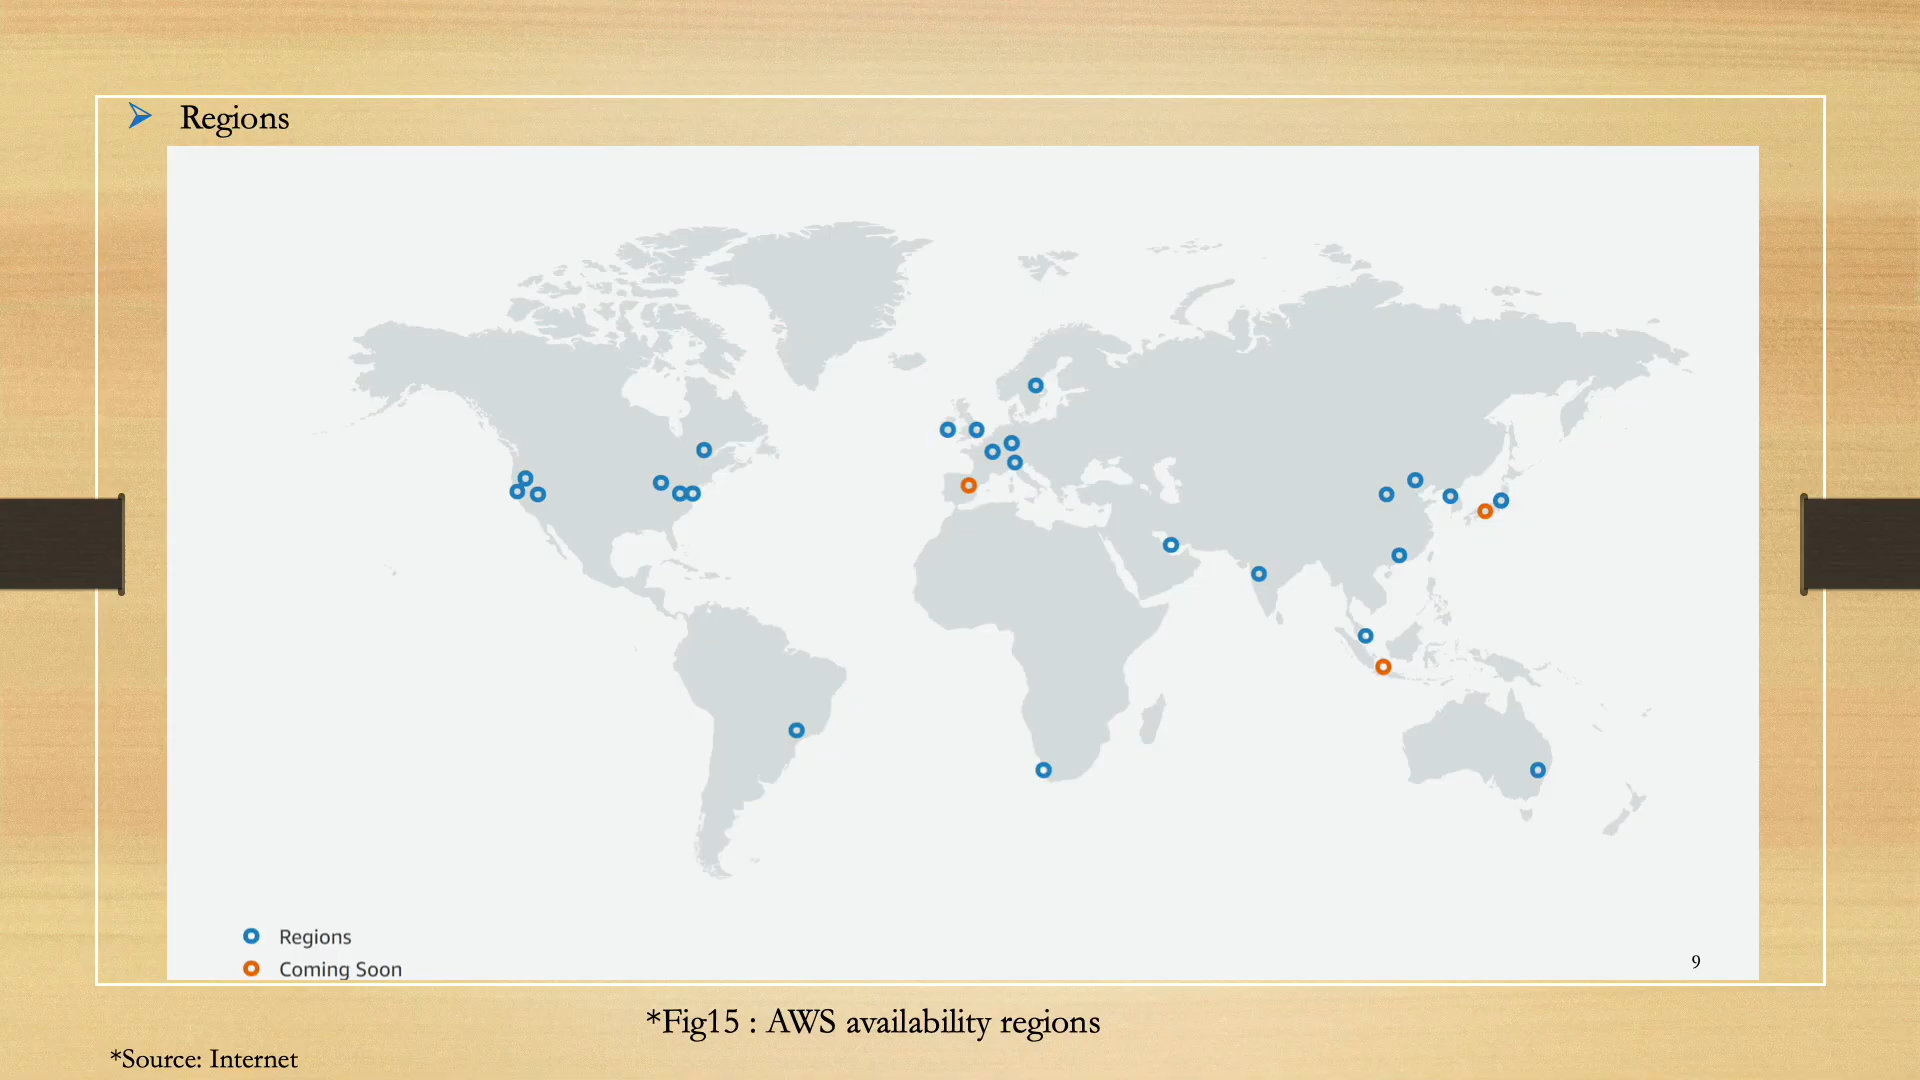 Regions
Regions
Coming Soon
9
*Fig15 : AWS availability regions
*Source: Internet